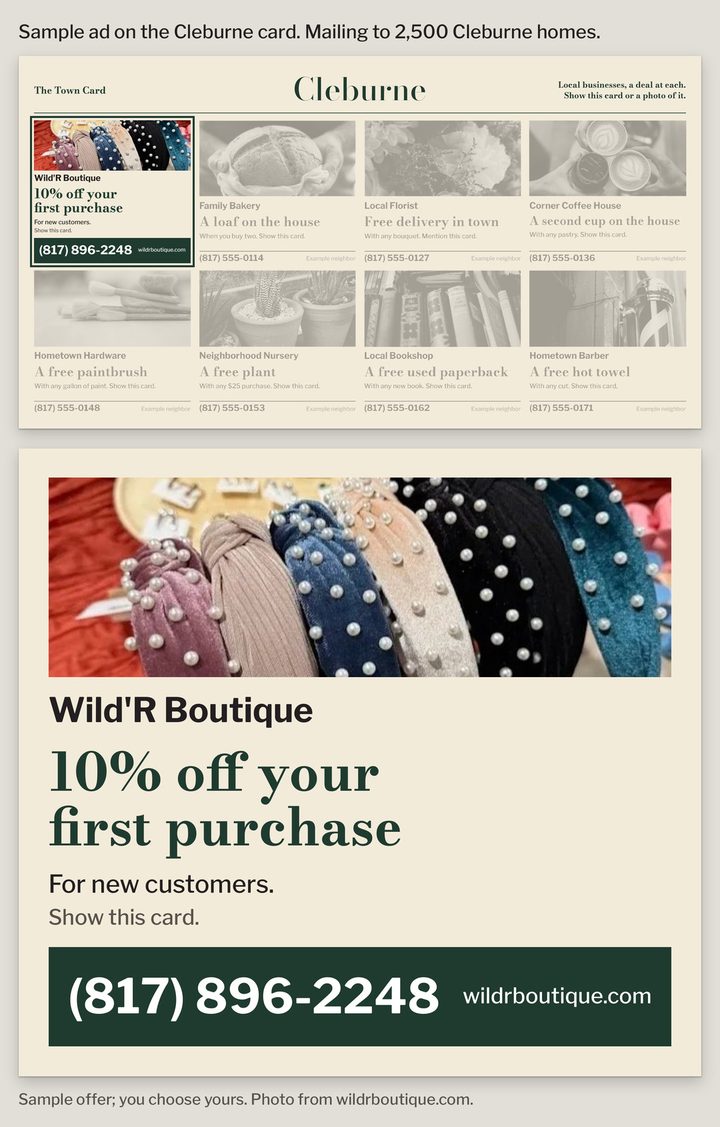 Sample ad on the Cleburne card. Mailing to 2,500 Cleburne homes.
The Town Card
Cleburne
Local businesses, a deal at each.
Show this card or a photo of it.
Wild'R Boutique
10% off your
first purchase
For new customers.
Show this card.
(817) 896-2248 wildrboutique.com
Family Bakery
A loaf on the house
When you buy two. Show this card.
(817) 555-0114 Example neighbor
Local Florist
Free delivery in town
With any bouquet. Mention this card.
(817) 555-0127 Example neighbor
Corner Coffee House
A second cup on the house
With any pastry. Show this card.
(817) 555-0136 Example neighbor
Hometown Hardware
A free paintbrush
With any gallon of paint. Show this card.
(817) 555-0148 Example neighbor
Neighborhood Nursery
A free plant
With any $25 purchase. Show this card.
(817) 555-0153 Example neighbor
Local Bookshop
A free used paperback
With any new book. Show this card.
(817) 555-0162 Example neighbor
Hometown Barber
A free hot towel
With any cut. Show this card.
(817) 555-0171 Example neighbor
Wild'R Boutique
10% off your
first purchase
For new customers.
Show this card.
(817) 896-2248 wildrboutique.com
Sample offer; you choose yours. Photo from wildrboutique.com.